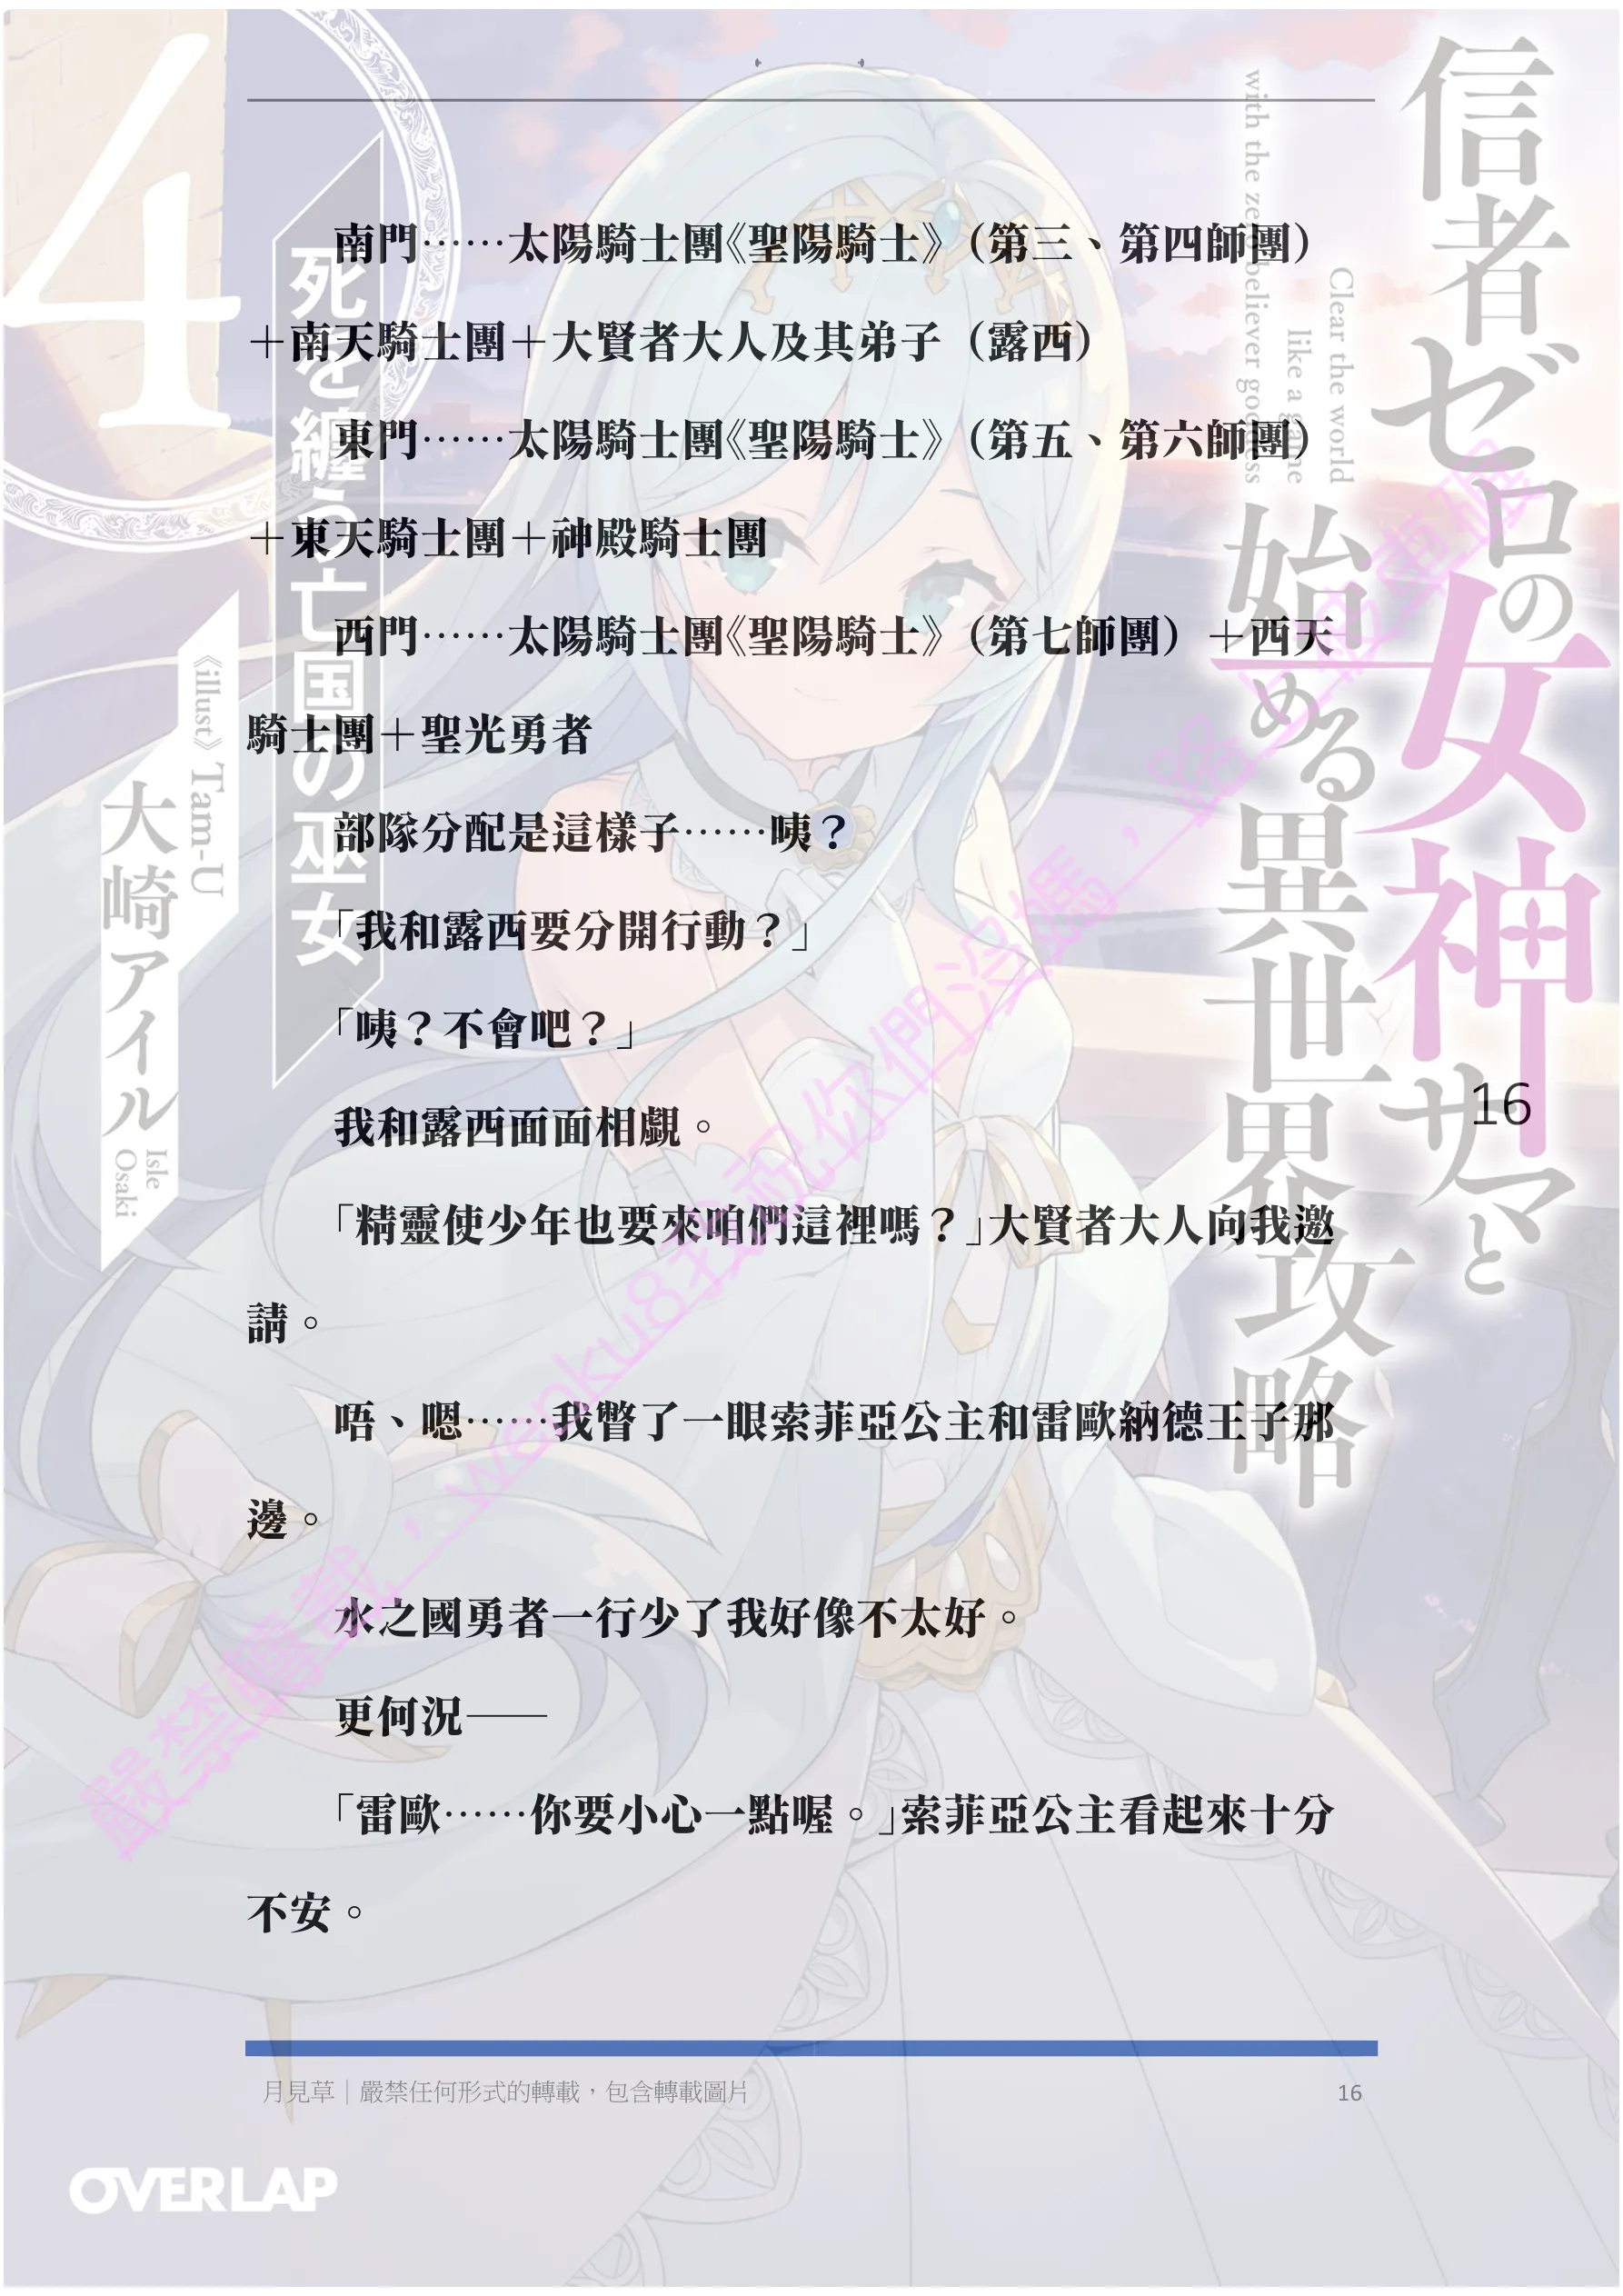 南門……太陽騎士團《聖陽騎士》（第三、第四師團）
＋南天騎士團＋大賢者大人及其弟子（露西）
東門……太陽騎士團《聖陽騎士》（第五、第六師團）
＋東天騎士團＋神殿騎士團
西門……太陽騎士團《聖陽騎士》（第七師團）＋西天
騎士團＋聖光勇者
部隊分配是這樣子……咦？
「我和露西要分開行動？」
「咦？不會吧？」
我和露西面面相覷。
「精靈使少年也要來咱們這裡嗎？」大賢者大人向我邀
請。
唔、嗯……我瞥了一眼索菲亞公主和雷歐納德王子那
邊。
水之國勇者一行少了我好像不太好。
更何況——
「雷歐……你要小心一點喔。」索菲亞公主看起來十分
不安。
16
月見草｜嚴禁任何形式的轉載，包含轉載圖片
16
信者ゼロの女神サマと
始める異世界攻略
Clear the world
like a game
with the zero believer goddess
4
死を纏う亡国の巫女
《illust》Tam-U
大崎アイル
Isle
Osaki
OVERLAP